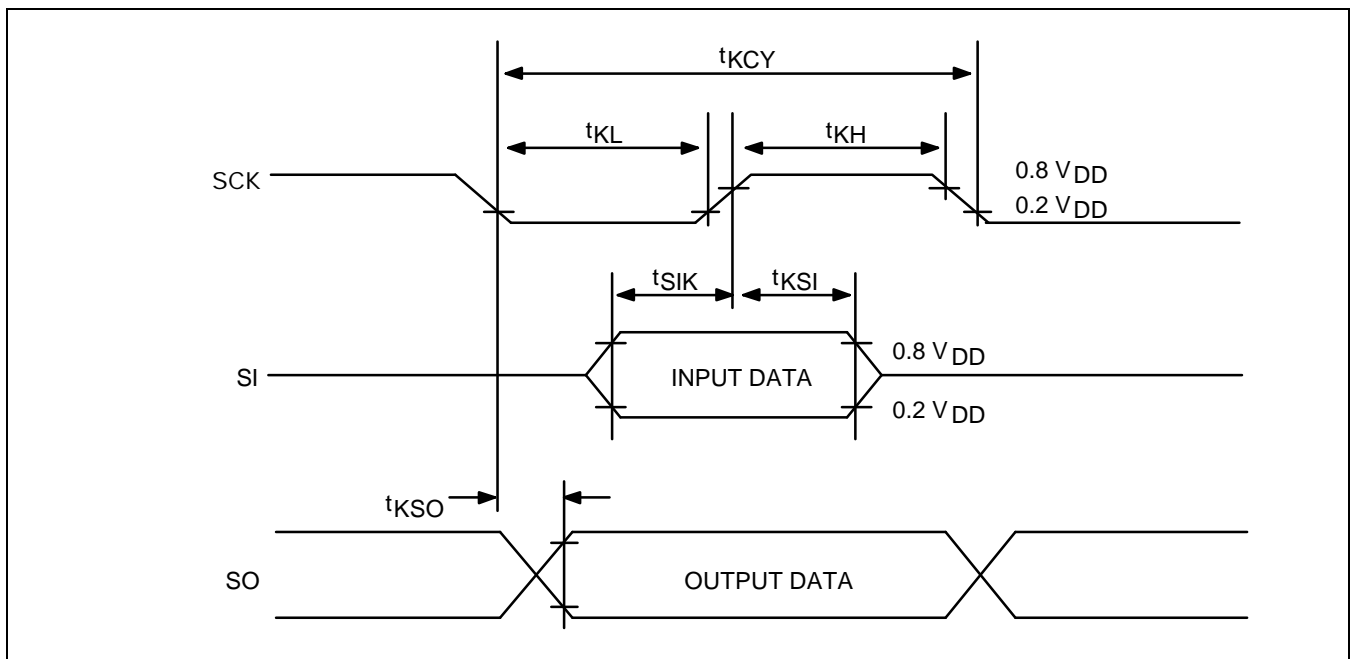 tKCY
tKL
tKH
SCK
0.8 VDD
0.2 VDD
tSIK
tKSI
SI
INPUT DATA
0.8 VDD
0.2 VDD
tKSO
SO
OUTPUT DATA